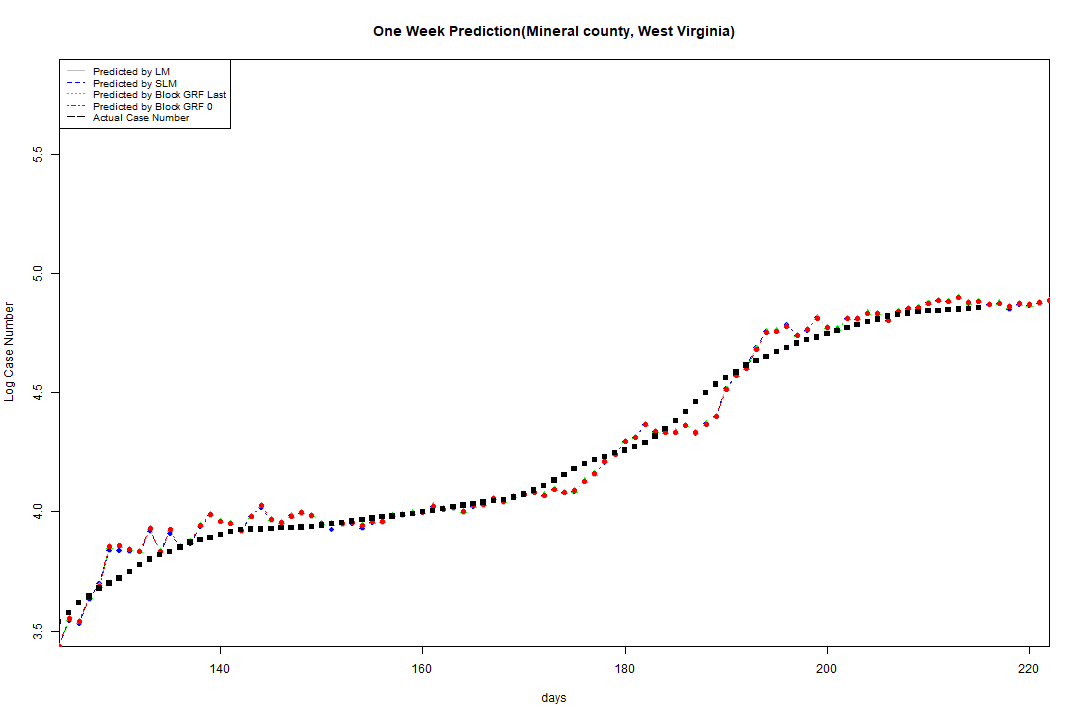 One Week Prediction(Mineral county, West Virginia)
Predicted by LM
Predicted by SLM
Predicted by Block GRF Last
Predicted by Block GRF 0
Actual Case Number
5.5
5.0
4.5
4.0
3.5
Log Case Number
140 160 180 200 220
days